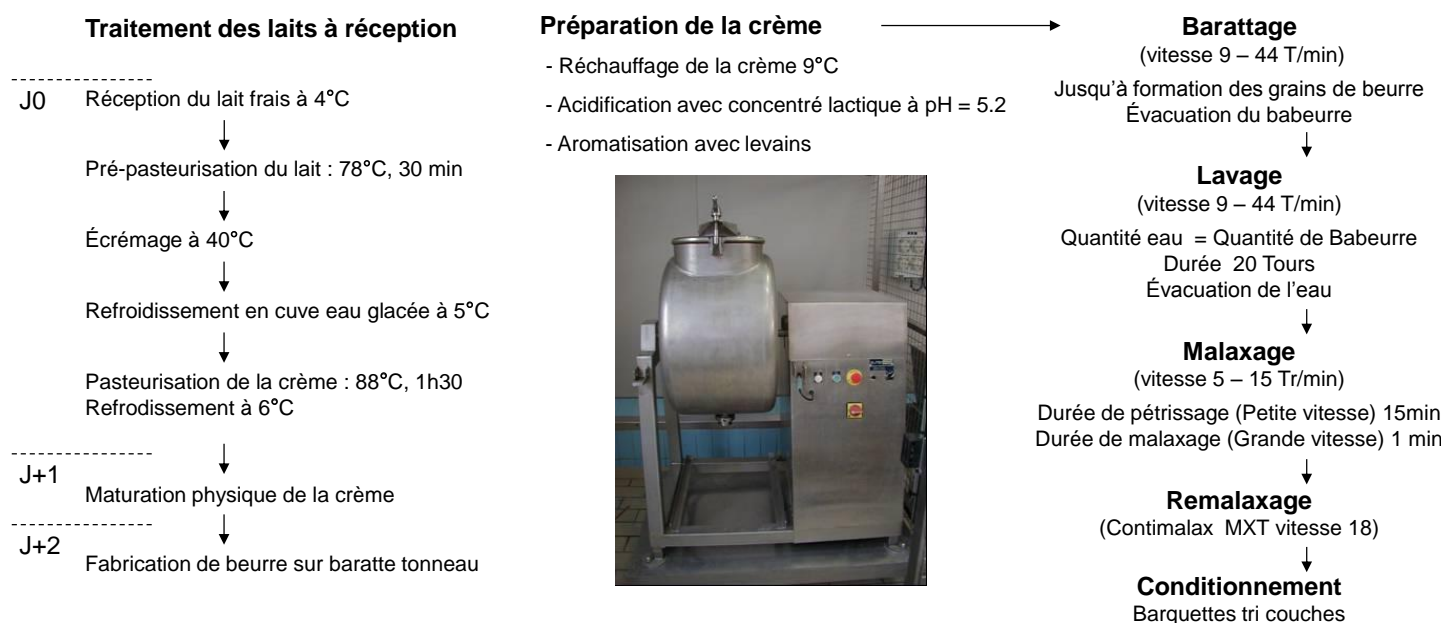 Traitement des laits à réception
J0
Réception du lait frais à 4°C
Pré-pasteurisation du lait : 78°C, 30 min
Écrémage à 40°C
Refroidissement en cuve eau glacée à 5°C
Pasteurisation de la crème : 88°C, 1h30
Refrodissement à 6°C
J+1
Maturation physique de la crème
J+2
Fabrication de beurre sur baratte tonneau
Préparation de la crème
- Réchauffage de la crème 9°C
- Acidification avec concentré lactique à pH = 5.2
- Aromatisation avec levains
Barattage
(vitesse 9 – 44 T/min)
Jusqu’à formation des grains de beurre
Évacuation du babeurre
Lavage
(vitesse 9 – 44 T/min)
Quantité eau = Quantité de Babeurre
Durée 20 Tours
Évacuation de l’eau
Malaxage
(vitesse 5 – 15 Tr/min)
Durée de pétrissage (Petite vitesse) 15min
Durée de malaxage (Grande vitesse) 1 min
Remalaxage
(Contimalax MXT vitesse 18)
Conditionnement
Barquettes tri couches